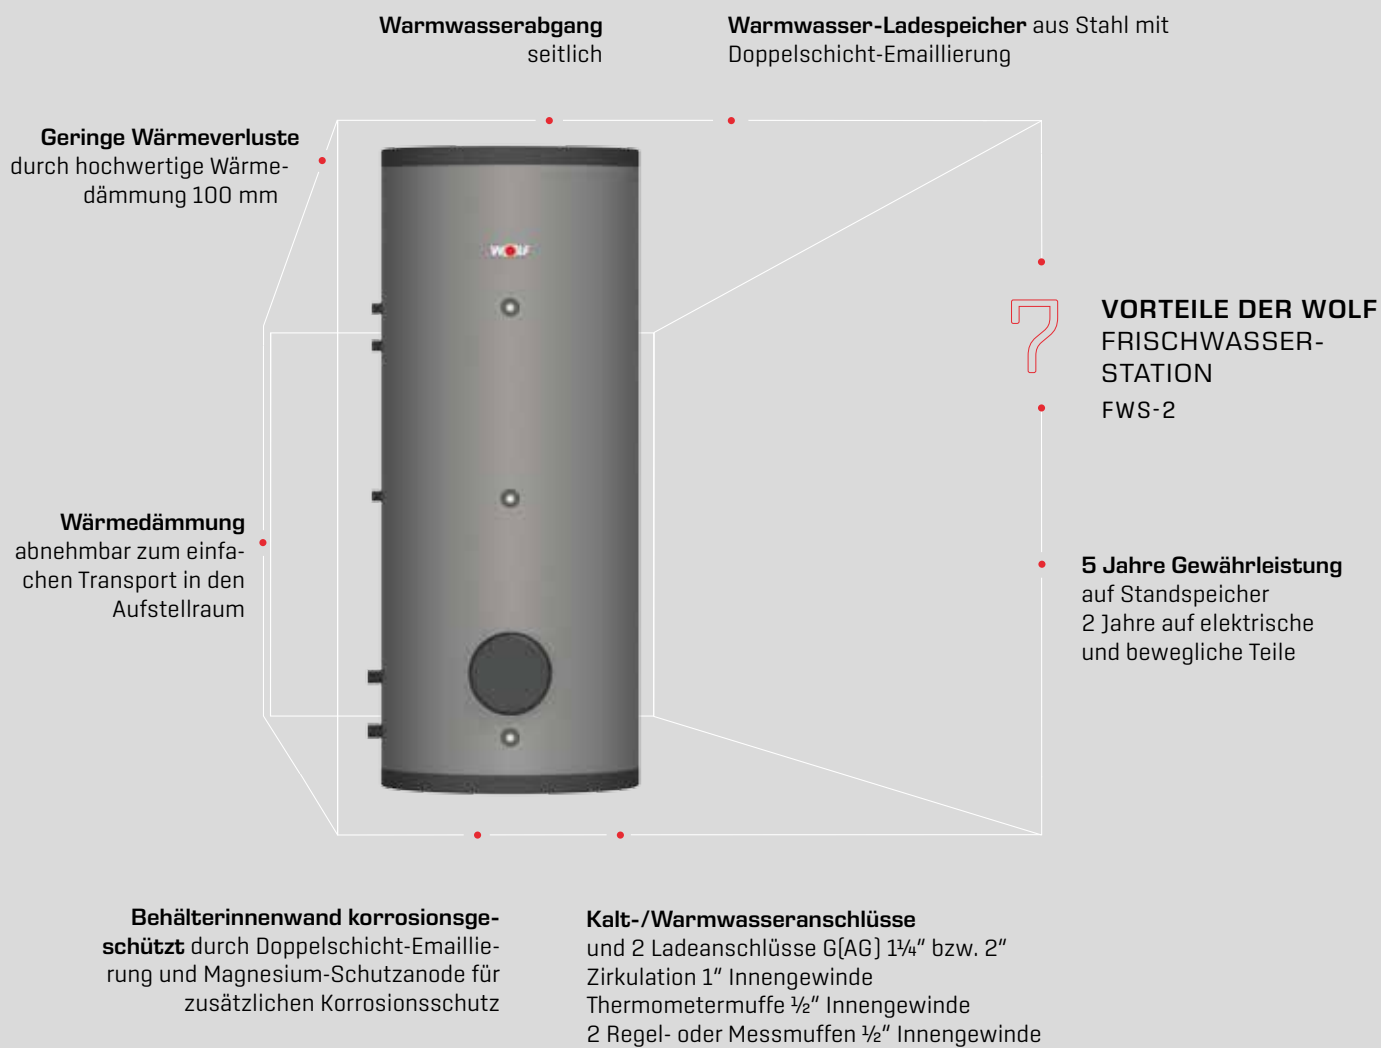 Warmwasserabgang
seitlich
Warmwasser-Ladespeicher aus Stahl mit
Doppelschicht-Emaillierung
Geringe Wärmeverluste
durch hochwertige Wärme-
dämmung 100 mm
WOLF
7
VORTEILE DER WOLF
FRISCHWASSER-
STATION
FWS-2
Wärmedämmung
abnehmbar zum einfa-
chen Transport in den
Aufstellraum
5 Jahre Gewährleistung
auf Standspeicher
2 Jahre auf elektrische
und bewegliche Teile
Behälterinnenwand korrosionsge-
schützt durch Doppelschicht-Emaillie-
rung und Magnesium-Schutzanode für
zusätzlichen Korrosionsschutz
Kalt-/Warmwasseranschlüsse
und 2 Ladeanschlüsse G(AG) 1¼" bzw. 2"
Zirkulation 1" Innengewinde
Thermometermuffe ½" Innengewinde
2 Regel- oder Messmuffen ½" Innengewinde